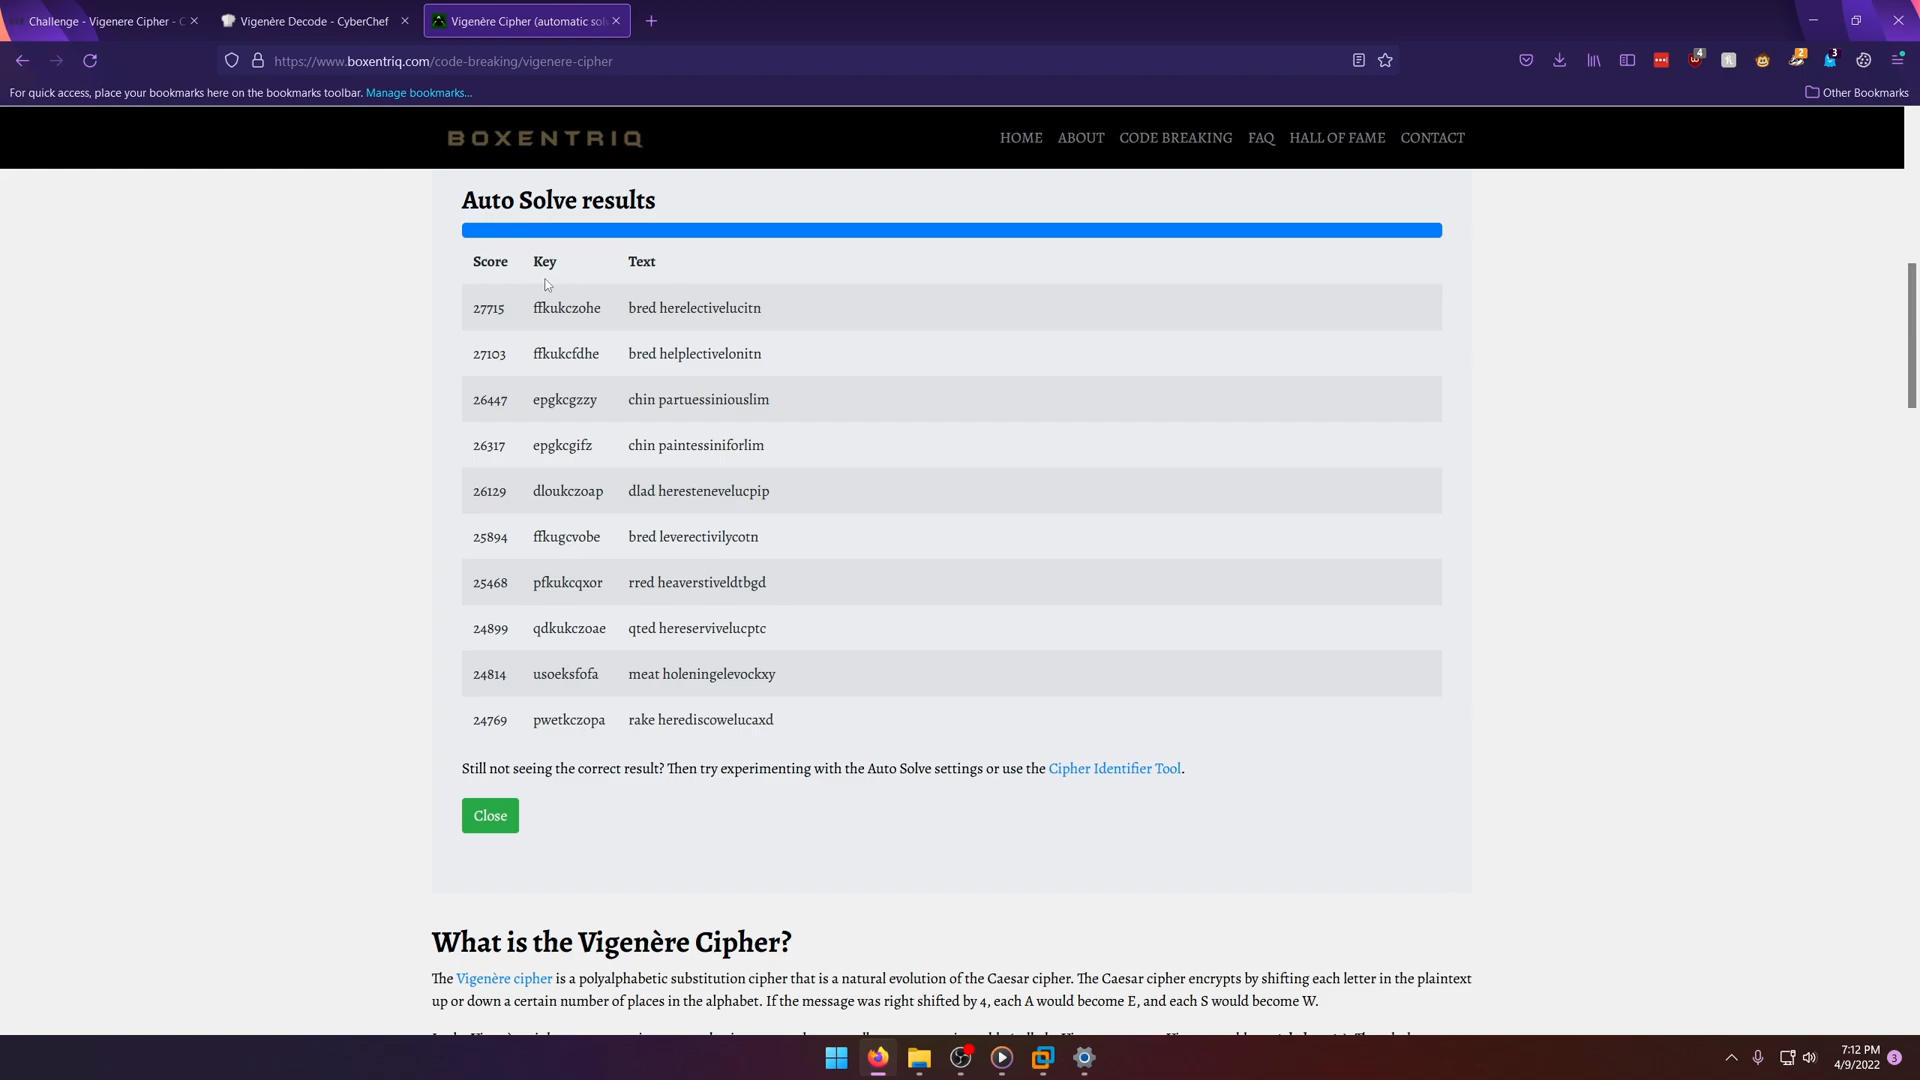 Challenge - Vigenere Cipher - C
Vigenère Decode - CyberChef
Vigenère Cipher (automatic sol
https://www.boxentriq.com/code-breaking/vigenere-cipher
4
2
3
For quick access, place your bookmarks here on the bookmarks toolbar. Manage bookmarks...
Other Bookmarks
BOXENTRIQ
HOME ABOUT CODE BREAKING FAQ HALL OF FAME CONTACT
Auto Solve results
Score Key Text
27715 ffkukczohe bred herelectivelucitn
27103 ffkukcfdhe bred helplectivelonitn
26447 epgkcgzzy chin partuessiniouslim
26317 epgkcgifz chin paintessiniforlim
26129 dloukczoap dlad herestenevelucpip
25894 ffkugcvobe bred leverectivilycotn
25468 pfkukcqxor rred heaverstiveldtbgd
24899 qdkukczoae qted hereservivelucptc
24814 usoeksfofa meat holeningelevockxy
24769 pwetkczopa rake herediscowelucaxd
Still not seeing the correct result? Then try experimenting with the Auto Solve settings or use the Cipher Identifier Tool.
Close
What is the Vigenère Cipher?
The Vigenère cipher is a polyalphabetic substitution cipher that is a natural evolution of the Caesar cipher. The Caesar cipher encrypts by shifting each letter in the plaintext
up or down a certain number of places in the alphabet. If the message was right shifted by 4, each A would become E, and each S would become W.
7:12 PM
4/9/2022
3